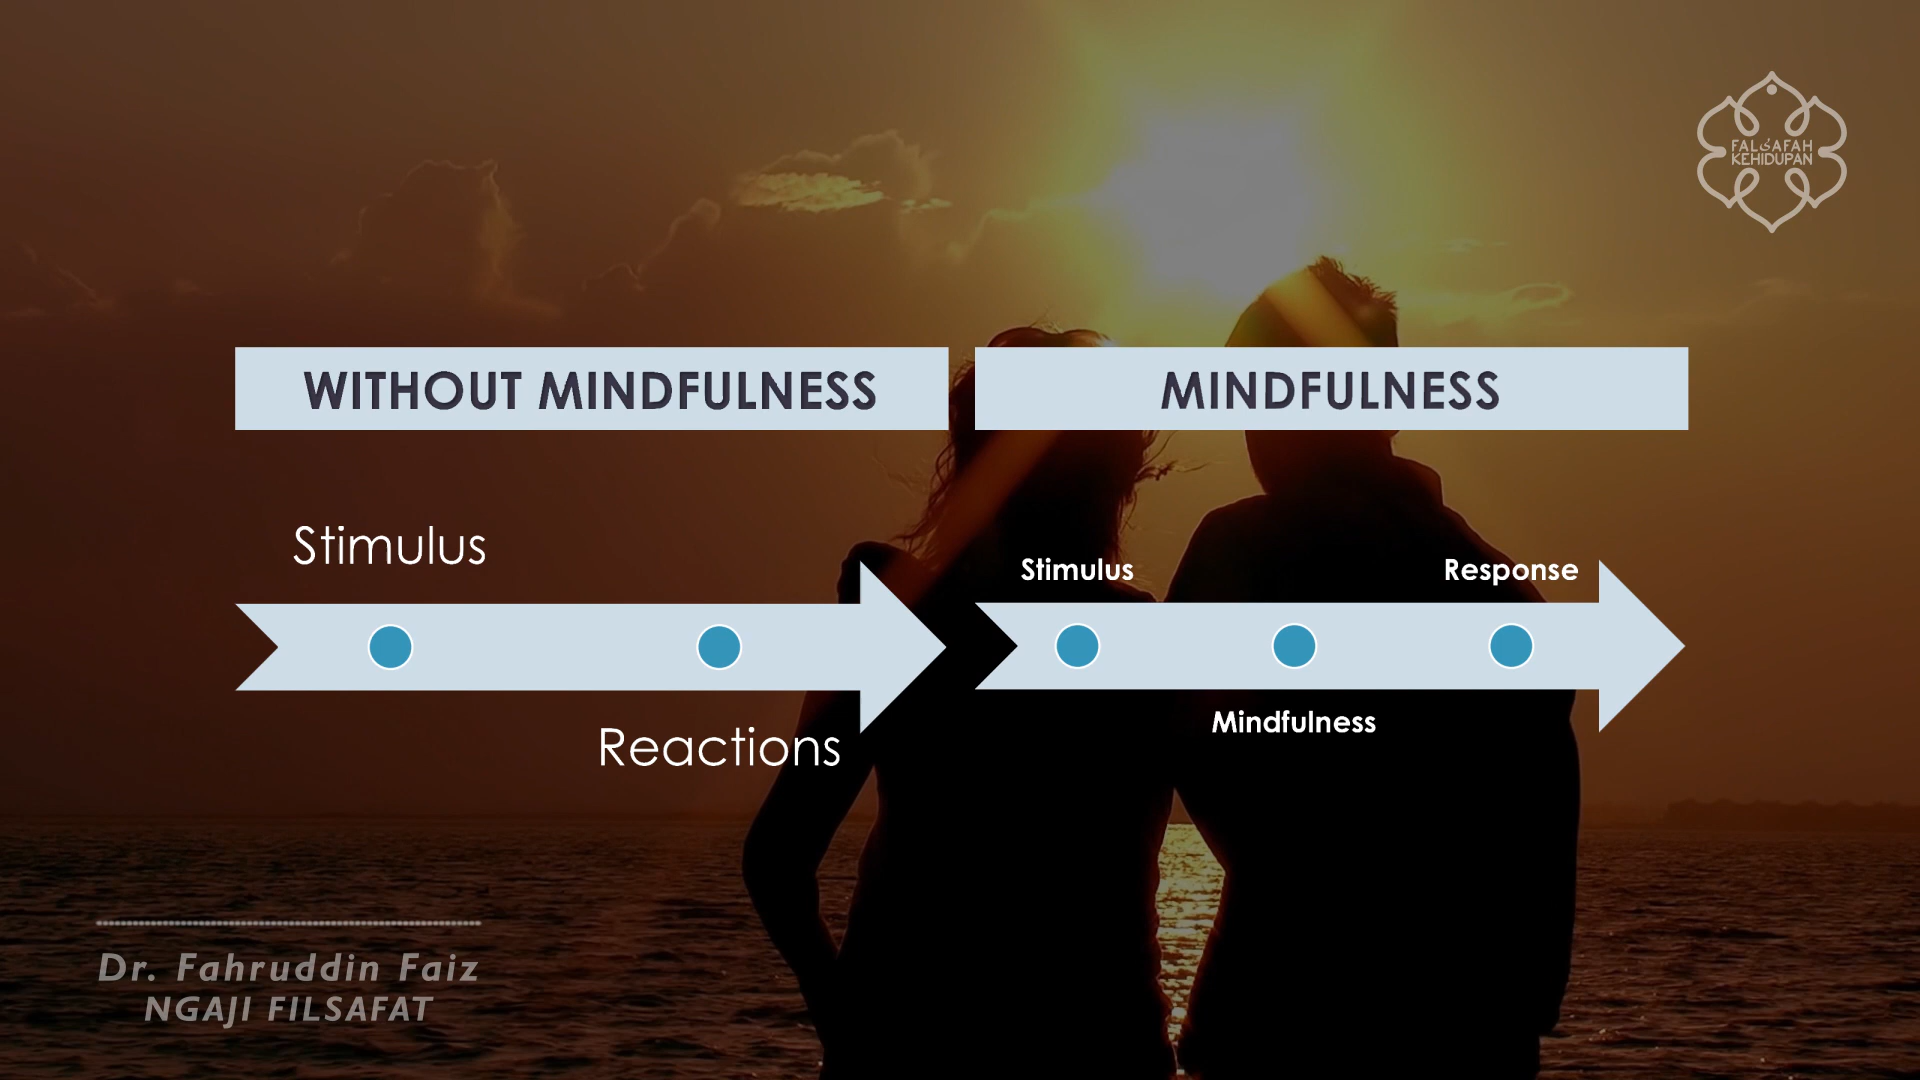 FALSAFAH
KEHIDUPAN
WITHOUT MINDFULNESS
MINDFULNESS
Stimulus
Reactions
Stimulus
Response
Mindfulness
Dr. Fahruddin Faiz
NGAJI FILSAFAT